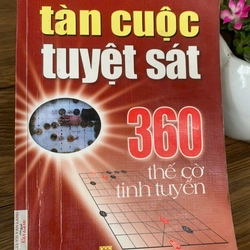 tàn cuộc
tuyệt sát
360
thế cờ
tinh tuyển